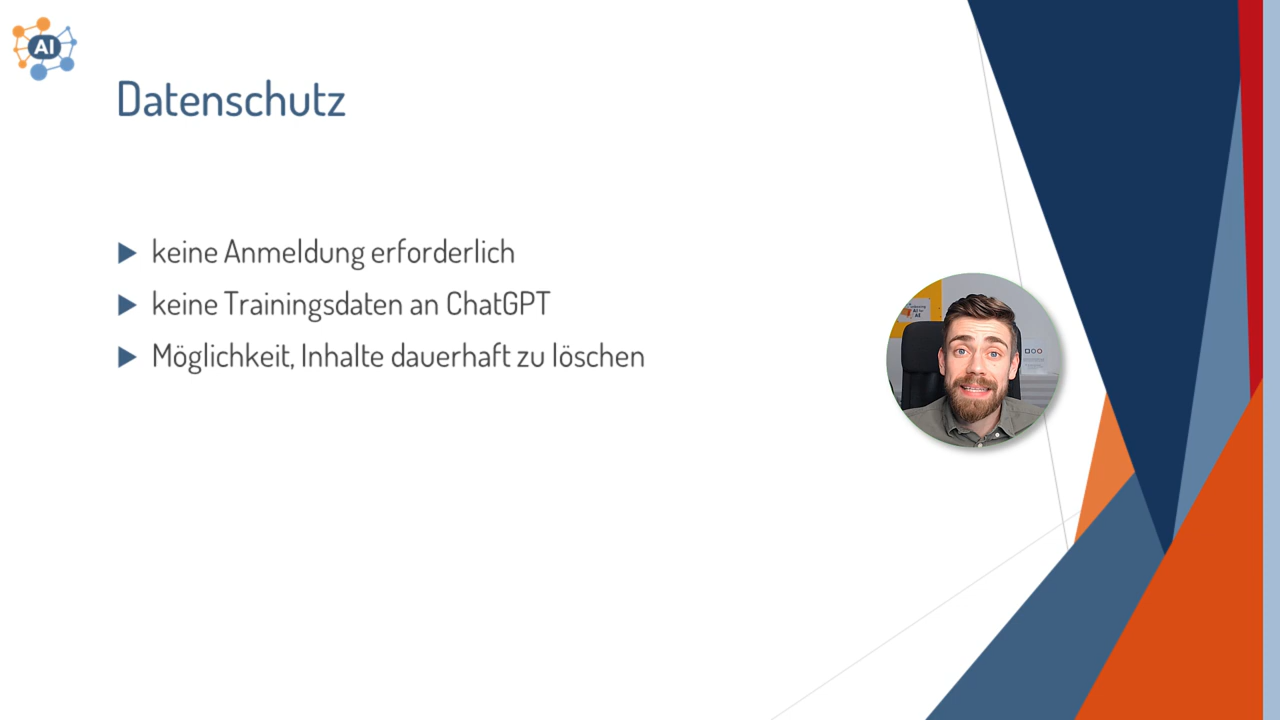 AI
Datenschutz
keine Anmeldung erforderlich
keine Trainingsdaten an ChatGPT
Möglichkeit, Inhalte dauerhaft zu löschen